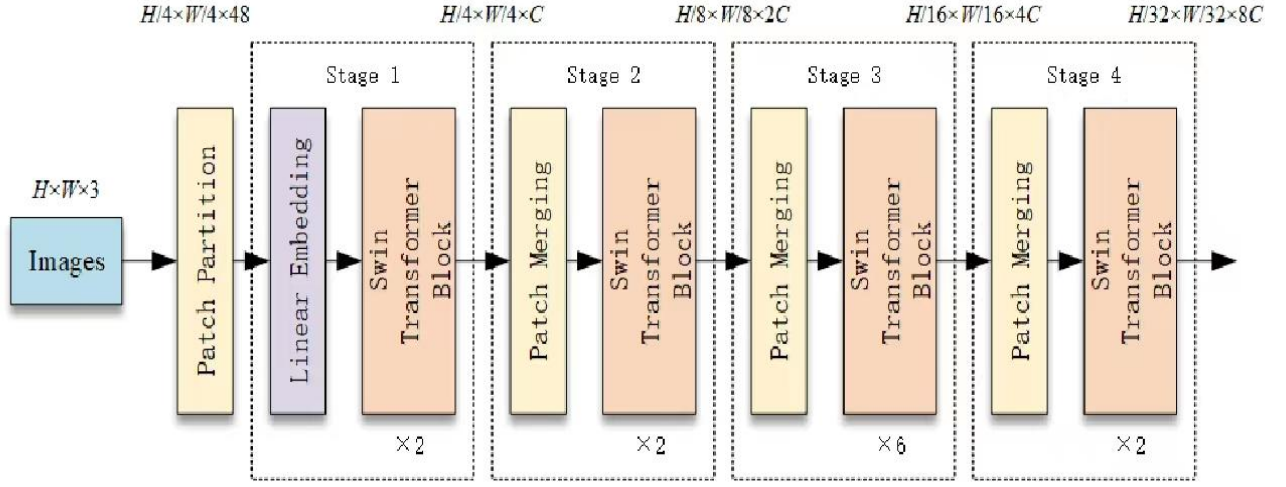 H/4×W/4×48
H/4×W/4×C
H/8×W/8×2C
H/16×W/16×4C
H/32×W/32×8C
Stage 1
Stage 2
Stage 3
Stage 4
H×W×3
Images
Patch Partition
Linear Embedding
Swin
Transformer
Block
Patch Merging
Swin
Transformer
Block
Patch Merging
Swin
Transformer
Block
Patch Merging
Swin
Transformer
Block
×2
×2
×6
×2